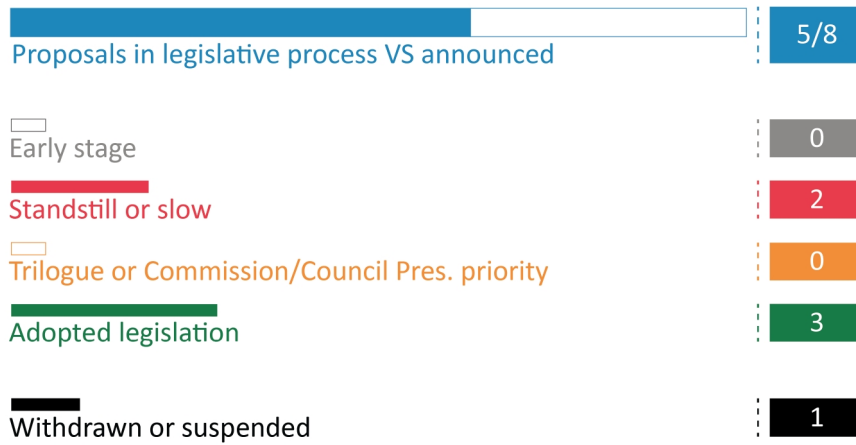 5/8
Proposals in legislative process VS announced
0
Early stage
2
Standstill or slow
0
Trilogue or Commission/Council Pres. priority
3
Adopted legislation
1
Withdrawn or suspended